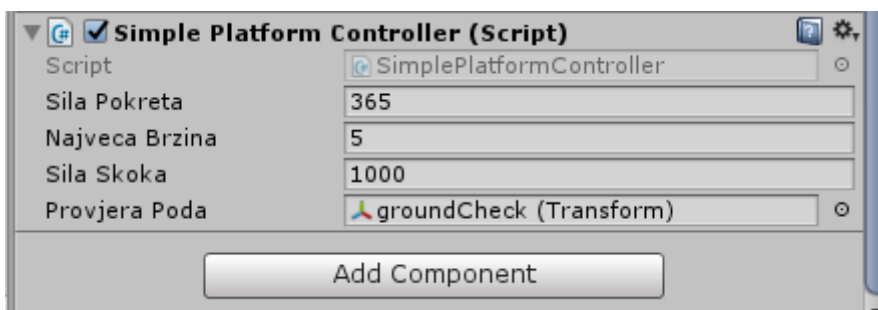 Simple Platform Controller (Script)
Script SimplePlatformController
Sila Pokreta 365
Najveca Brzina 5
Sila Skoka 1000
Provjera Poda groundCheck (Transform)
Add Component